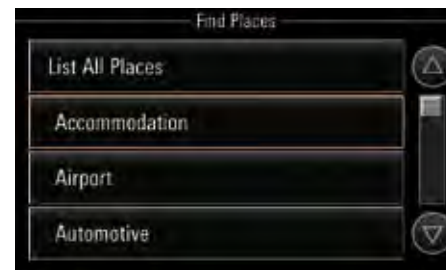 Find Places
List All Places
Accommodation
Airport
Automotive